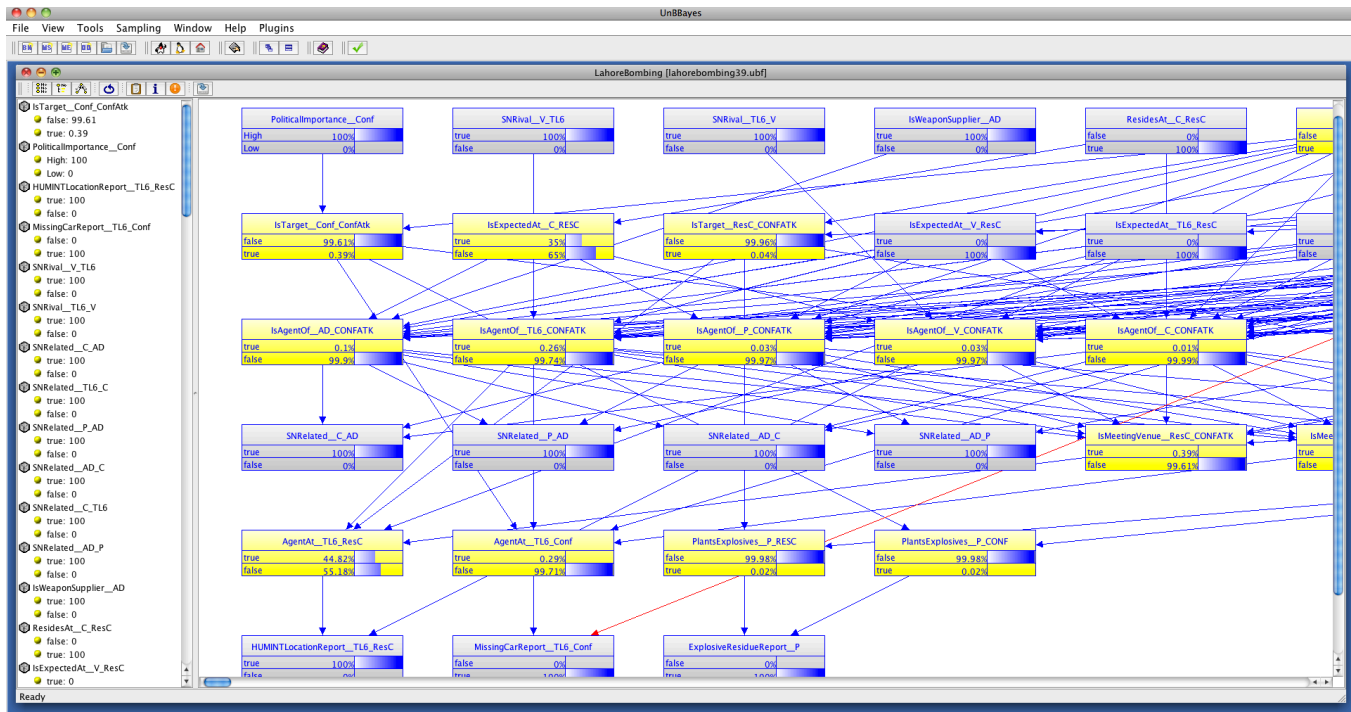 UnBBayes
File View Tools Sampling Window Help Plugins
BN MS ME OO
LahoreBombing [lahorebombing39.ubf]
IsTarget__Conf_ConfAtk
false: 99.61
true: 0.39
PoliticalImportance__Conf
High: 100
Low: 0
HUMINTLocationReport__TL6_ResC
true: 100
false: 0
MissingCarReport__TL6_Conf
false: 0
true: 100
SNRival__V_TL6
true: 100
false: 0
SNRival__TL6_V
true: 100
false: 0
SNRelated__C_AD
true: 100
false: 0
SNRelated__TL6_C
true: 100
false: 0
SNRelated__P_AD
true: 100
false: 0
SNRelated__AD_C
true: 100
false: 0
SNRelated__C_TL6
true: 100
false: 0
SNRelated__AD_P
true: 100
false: 0
IsWeaponSupplier__AD
true: 100
false: 0
ResidesAt__C_ResC
false: 0
true: 100
IsExpectedAt__V_ResC
true: 0
PoliticalImportance__Conf
High 100%
Low 0%
SNRival__V_TL6
true 100%
false 0%
SNRival__TL6_V
true 100%
false 0%
IsWeaponSupplier__AD
true 100%
false 0%
ResidesAt__C_ResC
false 0%
true 100%
false
true
IsTarget__Conf_ConfAtk
false 99.61%
true 0.39%
IsExpectedAt__C_RESC
true 35%
false 65%
IsTarget__ResC_CONFATK
false 99.96%
true 0.04%
IsExpectedAt__V_ResC
true 0%
false 100%
IsExpectedAt__TL6_ResC
true 0%
false 100%
true
false
IsAgentOf__AD_CONFATK
true 0.1%
false 99.9%
IsAgentOf__TL6_CONFATK
true 0.26%
false 99.74%
IsAgentOf__P_CONFATK
true 0.03%
false 99.97%
IsAgentOf__V_CONFATK
true 0.03%
false 99.97%
IsAgentOf__C_CONFATK
true 0.01%
false 99.99%
SNRelated__C_AD
true 100%
false 0%
SNRelated__P_AD
true 100%
false 0%
SNRelated__AD_C
true 100%
false 0%
SNRelated__AD_P
true 100%
false 0%
IsMeetingVenue__ResC_CONFATK
true 0.39%
false 99.61%
IsMee
true
false
AgentAt__TL6_ResC
true 44.82%
false 55.18%
AgentAt__TL6_Conf
true 0.29%
false 99.71%
PlantsExplosives__P_RESC
false 99.98%
true 0.02%
PlantsExplosives__P_CONF
false 99.98%
true 0.02%
HUMINTLocationReport__TL6_ResC
true 100%
false 0%
MissingCarReport__TL6_Conf
false 0%
true 100%
ExplosiveResidueReport__P
false 0%
true 100%
Ready